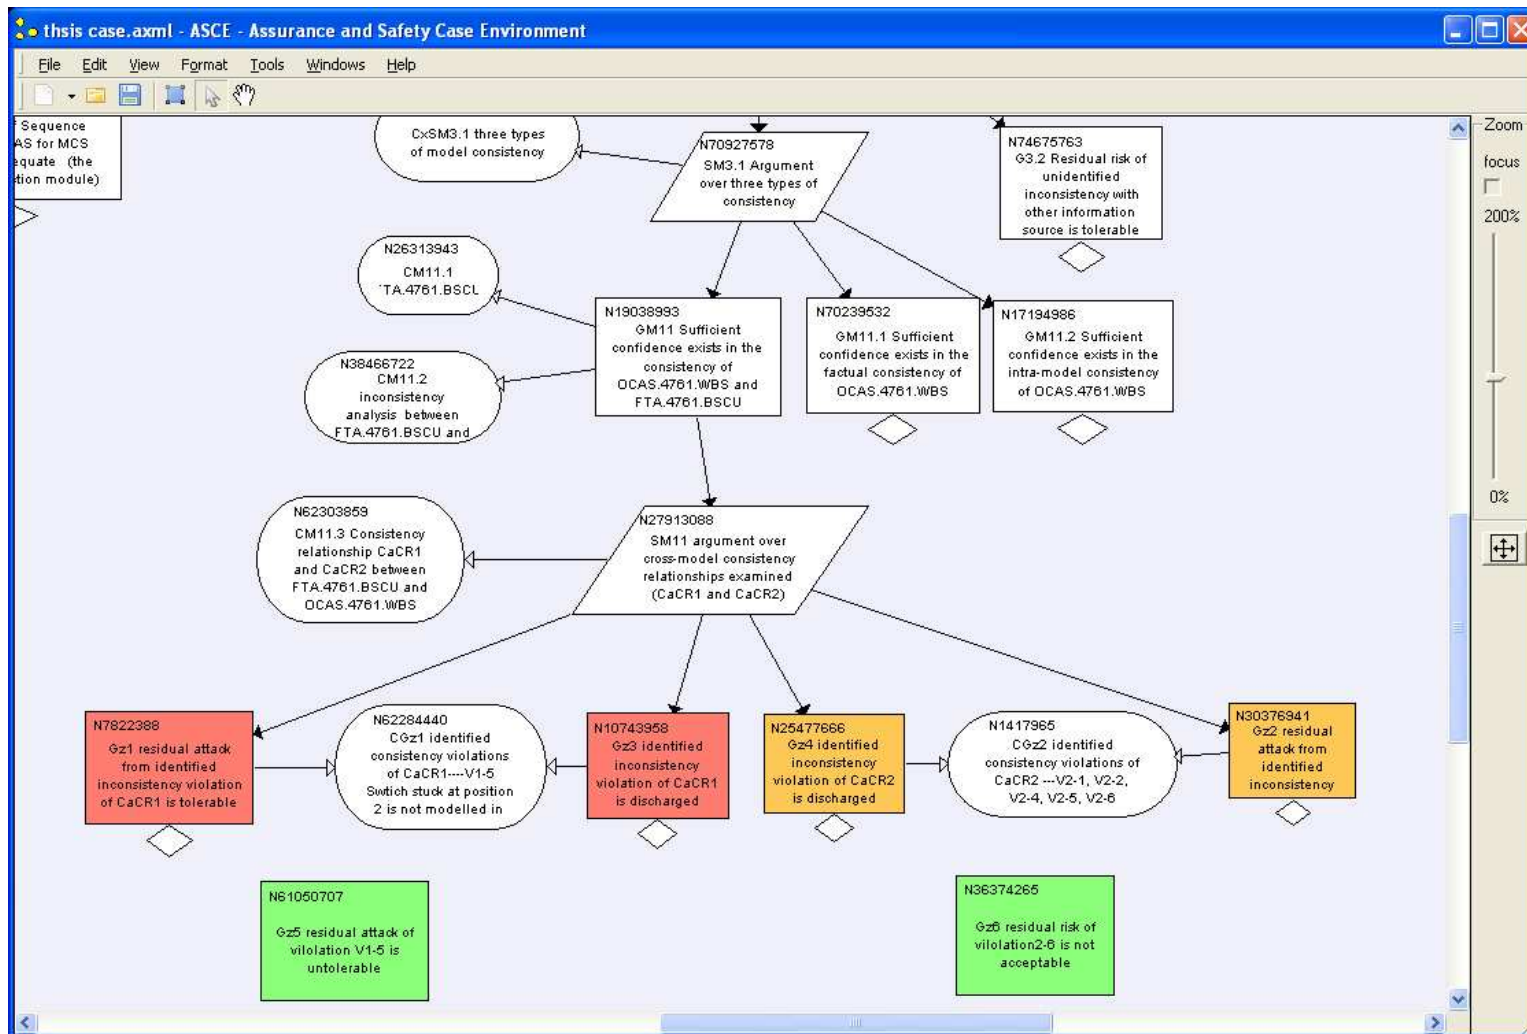 thsis case.axml - ASCE - Assurance and Safety Case Environment
File Edit View Format Tools Windows Help
Sequence
AS for MCS
equate (the
tion module)
CxSM3.1 three types
of model consistency
N70927578
SM3.1 Argument
over three types of
consistency
N74675763
G3.2 Residual risk of
unidentified
inconsistency with
other information
source is tolerable
Zoom
focus
200%
0%
N26313943
CM11.1
TA.4761.BSCU
N38466722
CM11.2
inconsistency
analysis between
FTA.4761.BSCU and
N19038993
GM11 Sufficient
confidence exists in the
consistency of
OCAS.4761.WBS and
FTA.4761.BSCU
N70239532
GM11.1 Sufficient
confidence exists in the
factual consistency of
OCAS.4761.WBS
N17194986
GM11.2 Sufficient
confidence exists in the
intra-model consistency
of OCAS.4761.WBS
N62303859
CM11.3 Consistency
relationship CaCR1
and CaCR2 between
FTA.4761.BSCU and
OCAS.4761.WBS
N27913088
SM11 argument over
cross-model consistency
relationships examined
(CaCR1 and CaCR2)
N7822388
Gz1 residual attack
from identified
inconsistency violation
of CaCR1 is tolerable
N62284440
CGz1 identified
consistency violations
of CaCR1----V1-5
Swtich stuck at position
2 is not modelled in
N10743958
Gz3 identified
inconsistency
violation of CaCR1
is discharged
N25477666
Gz4 identified
inconsistency
violation of CaCR2
is discharged
N1417965
CGz2 identified
consistency violations of
CaCR2 ---V2-1, V2-2,
V2-4, V2-5, V2-6
N30376941
Gz2 residual
attack from
identified
inconsistency
N61050707
Gz5 residual attack of
vilolation V1-5 is
untolerable
N36374265
Gz6 residual risk of
vilolation2-6 is not
acceptable